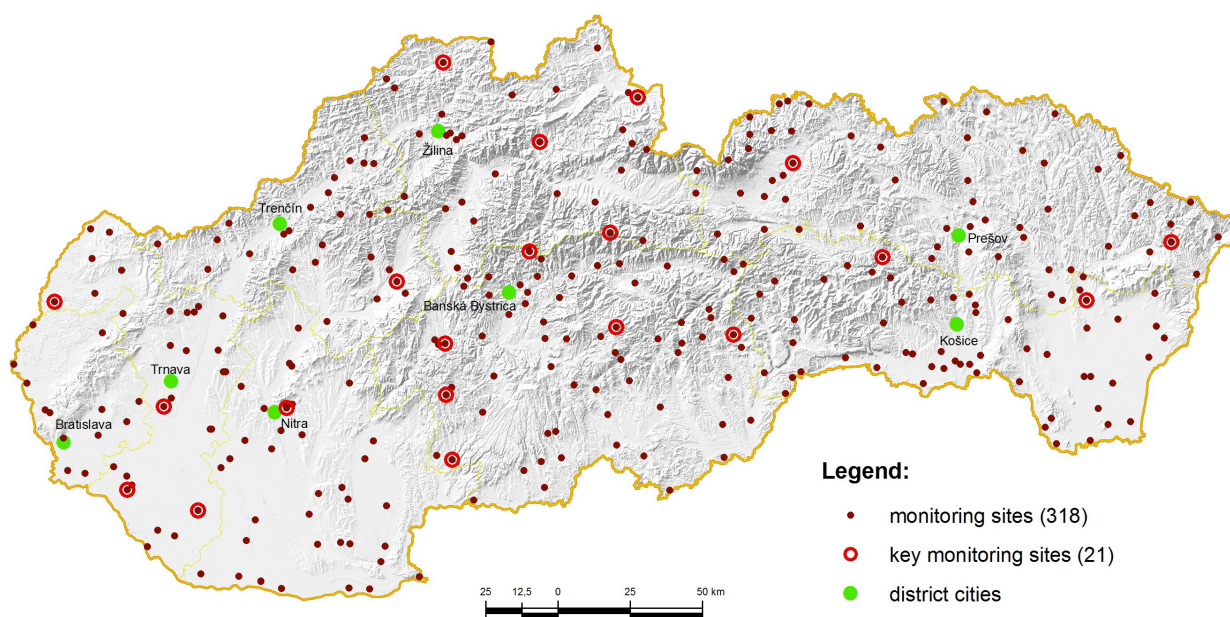 Žilina
Trenčín
Prešov
Banská Bystrica
Košice
Trnava
Nitra
Bratislava
Legend:
monitoring sites (318)
key monitoring sites (21)
district cities
25 12,5 0 25 50 km